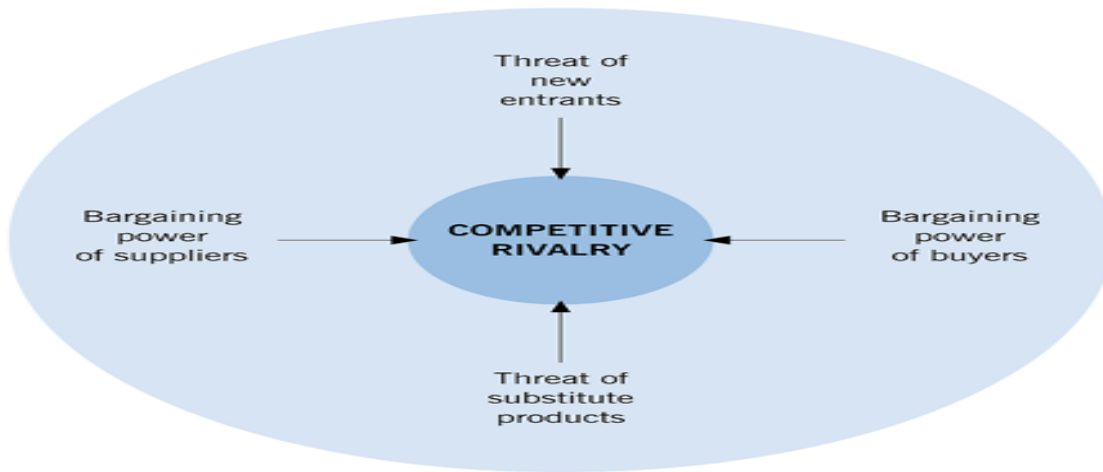 Threat of
new
entrants
Bargaining
power
of suppliers
COMPETITIVE
RIVALRY
Bargaining
power
of buyers
Threat of
substitute
products